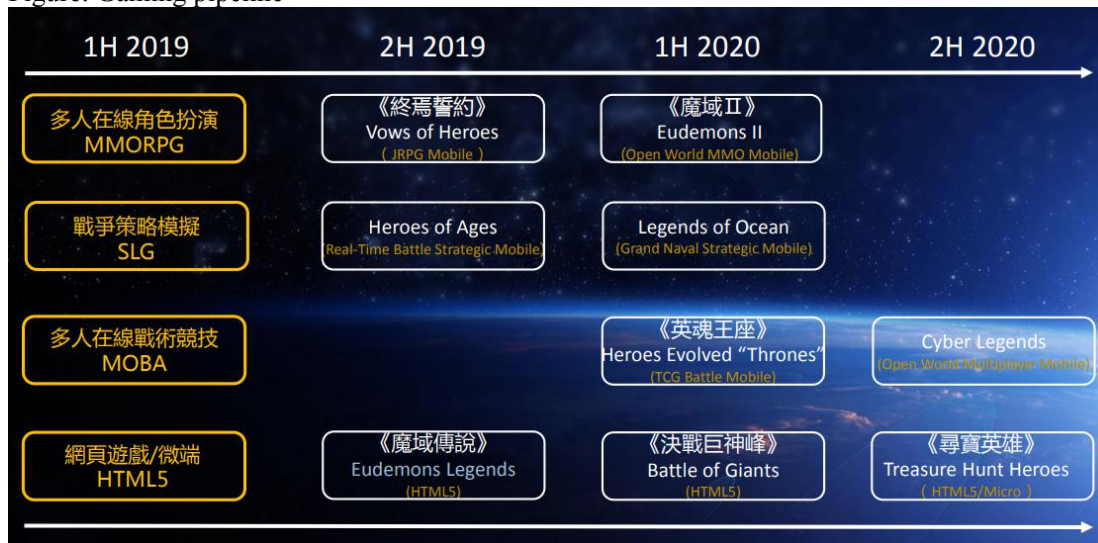 Figure: Gaming pipeline
1H 2019
2H 2019
1H 2020
2H 2020
多人在線角色扮演
MMORPG
《終焉誓約》
Vows of Heroes
( JRPG Mobile )
《魔域Ⅱ》
Eudemons II
(Open World MMO Mobile)
戰爭策略模擬
SLG
Heroes of Ages
(Real-Time Battle Strategic Mobile)
Legends of Ocean
(Grand Naval Strategic Mobile)
多人在線戰術競技
MOBA
《英魂王座》
Heroes Evolved “Thrones”
(TCG Battle Mobile)
Cyber Legends
(Open World Multiplayer Mobile)
網頁遊戲/微端
HTML5
《魔域傳說》
Eudemons Legends
(HTML5)
《決戰巨神峰》
Battle of Giants
(HTML5)
《尋寶英雄》
Treasure Hunt Heroes
( HTML5/Micro )